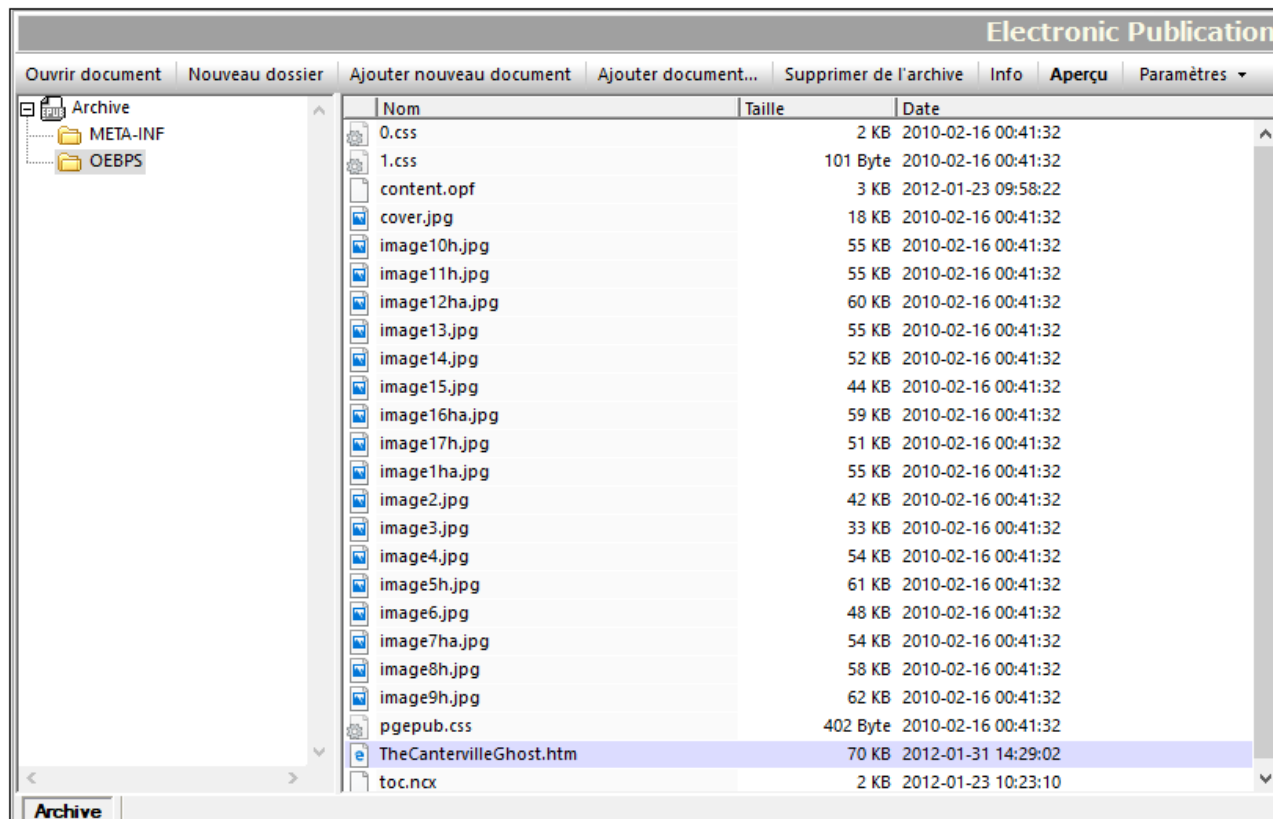 Electronic Publication
Ouvrir document Nouveau dossier Ajouter nouveau document Ajouter document... Supprimer de l'archive Info Aperçu Paramètres
Archive
META-INF
OEBPS
Nom Taille Date
0.css 2 KB 2010-02-16 00:41:32
1.css 101 Byte 2010-02-16 00:41:32
content.opf 3 KB 2012-01-23 09:58:22
cover.jpg 18 KB 2010-02-16 00:41:32
image10h.jpg 55 KB 2010-02-16 00:41:32
image11h.jpg 55 KB 2010-02-16 00:41:32
image12ha.jpg 60 KB 2010-02-16 00:41:32
image13.jpg 55 KB 2010-02-16 00:41:32
image14.jpg 52 KB 2010-02-16 00:41:32
image15.jpg 44 KB 2010-02-16 00:41:32
image16ha.jpg 59 KB 2010-02-16 00:41:32
image17h.jpg 51 KB 2010-02-16 00:41:32
image1ha.jpg 55 KB 2010-02-16 00:41:32
image2.jpg 42 KB 2010-02-16 00:41:32
image3.jpg 33 KB 2010-02-16 00:41:32
image4.jpg 54 KB 2010-02-16 00:41:32
image5h.jpg 61 KB 2010-02-16 00:41:32
image6.jpg 48 KB 2010-02-16 00:41:32
image7ha.jpg 54 KB 2010-02-16 00:41:32
image8h.jpg 58 KB 2010-02-16 00:41:32
image9h.jpg 62 KB 2010-02-16 00:41:32
pgepub.css 402 Byte 2010-02-16 00:41:32
TheCantervilleGhost.htm 70 KB 2012-01-31 14:29:02
toc.ncx 2 KB 2012-01-23 10:23:10
Archive